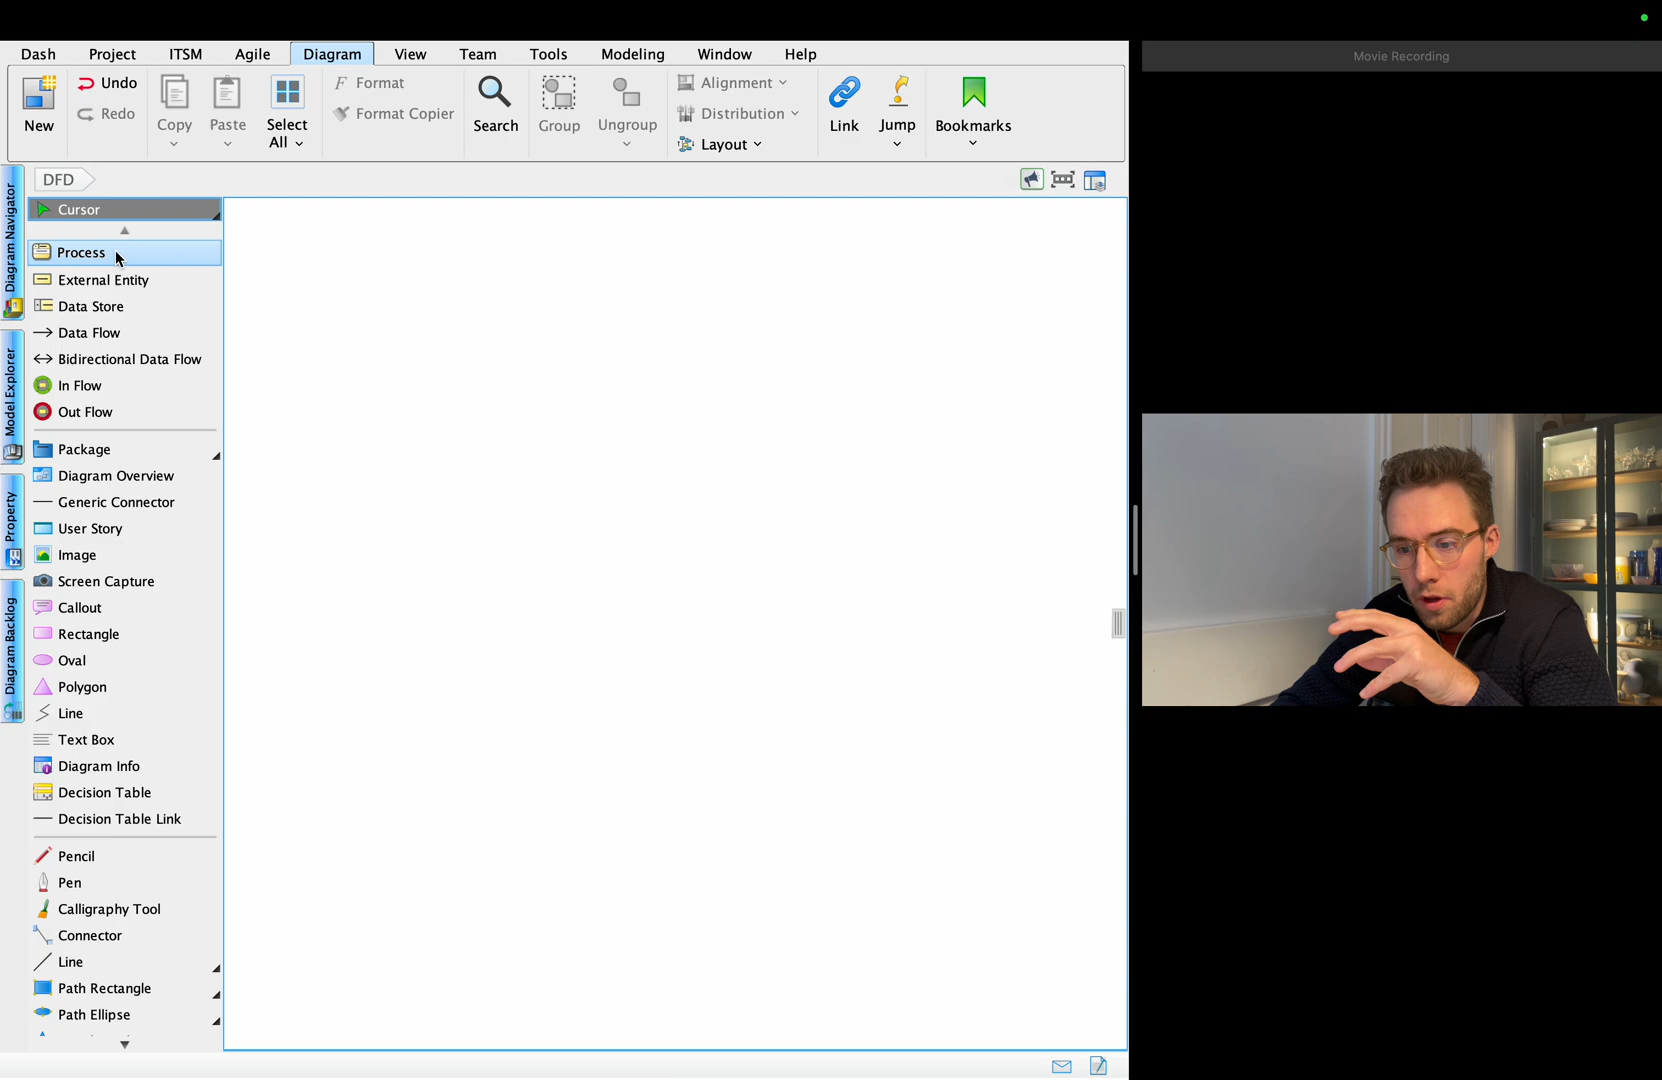 Movie Recording
Dash Project ITSM Agile Diagram View Team Tools Modeling Window Help
New
Undo
Redo
Copy
Paste
Select
All
Format
Format Copier
Search
Group
Ungroup
Alignment
Distribution
Layout
Link
Jump
Bookmarks
DFD
Diagram Navigator
Model Explorer
Property
Diagram Backlog
Cursor
Process
External Entity
Data Store
Data Flow
Bidirectional Data Flow
In Flow
Out Flow
Package
Diagram Overview
Generic Connector
User Story
Image
Screen Capture
Callout
Rectangle
Oval
Polygon
Line
Text Box
Diagram Info
Decision Table
Decision Table Link
Pencil
Pen
Calligraphy Tool
Connector
Line
Path Rectangle
Path Ellipse